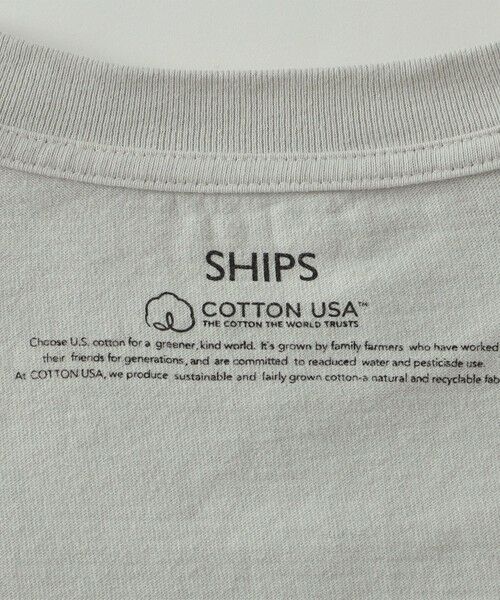 SHIPS
COTTON USA™
THE COTTON THE WORLD TRUSTS
Choose U.S. cotton for a greener, kind world. It's grown by family farmers who have worked
their friends for generations, and are committed to readuced water and pesticisde use.
At COTTON USA, we produce sustainable and fairly grown cotton-a natural and recyclable fab